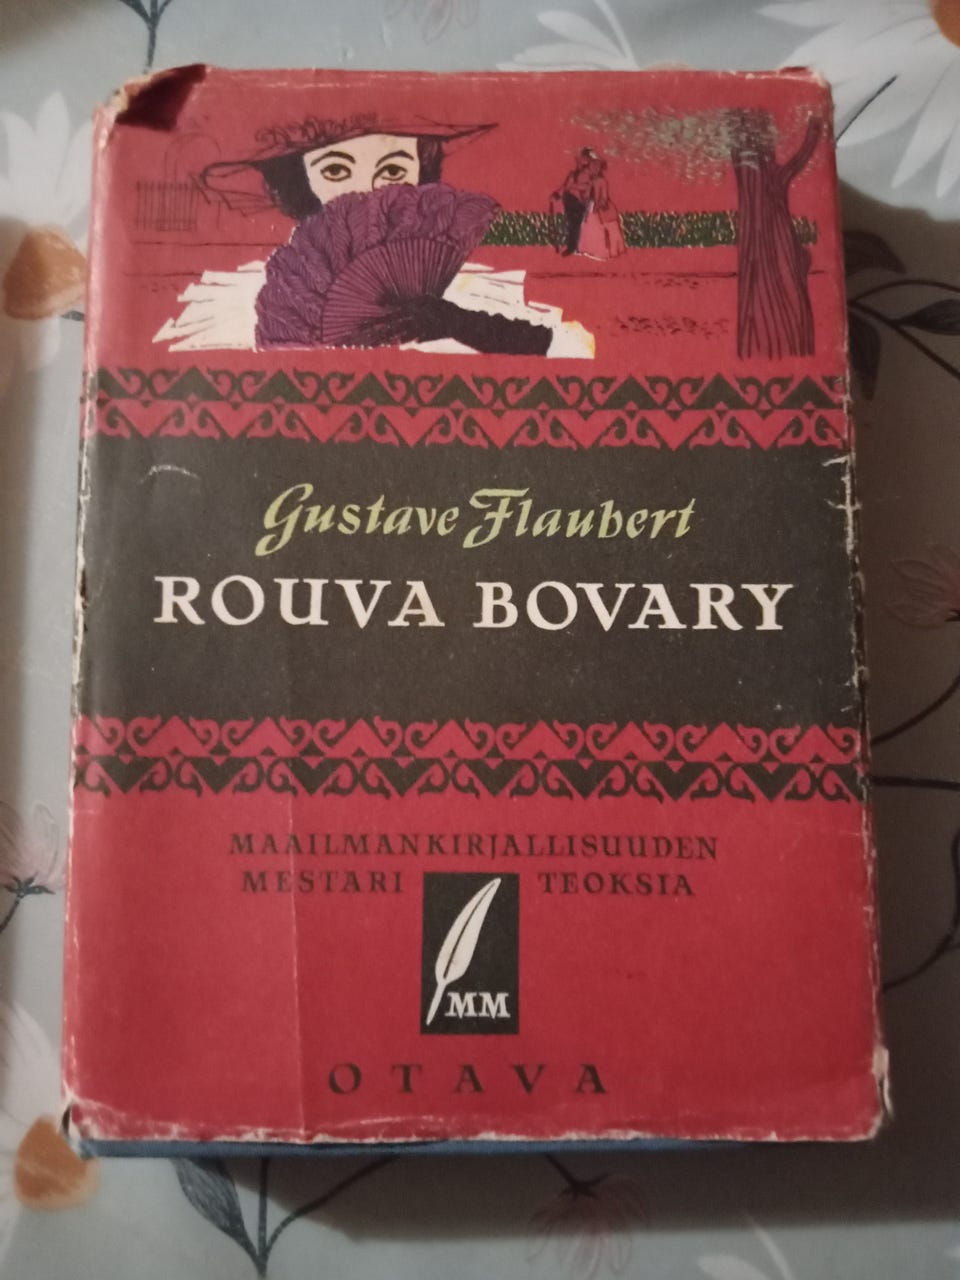 Gustave Flaubert
ROUVA BOVARY
MAAILMANKIRJALLISUUDEN
MESTARI TEOKSIA
MM
OTAVA